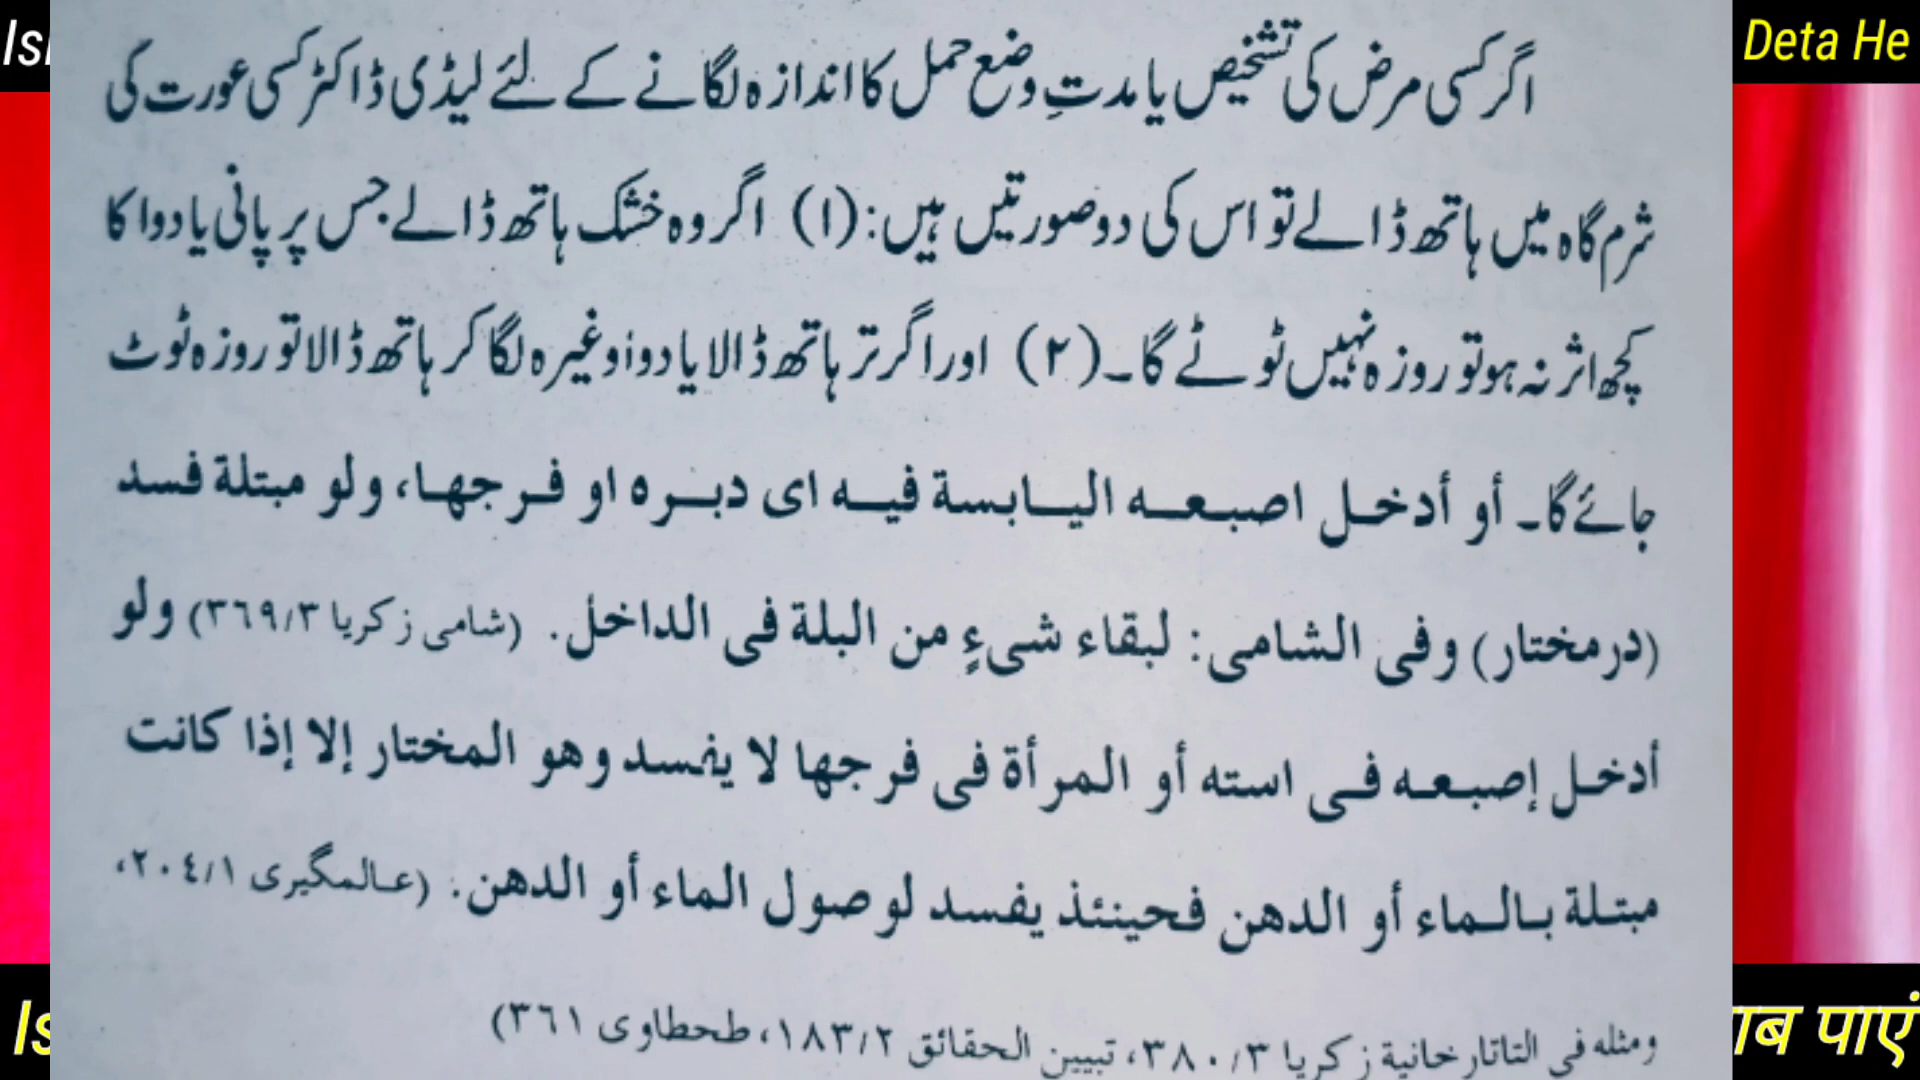 Isl
Deta He
اگر کسی مرض کی تشخیص یا مدتِ وضع حمل کا اندازہ لگانے کے لئے لیڈی ڈاکٹر کسی عورت کی
شرم گاہ میں ہاتھ ڈالے تو اس کی دو صورتیں ہیں: (۱) اگر وہ خشک ہاتھ ڈالے جس پر پانی یا دوا کا
کچھ اثر نہ ہو تو روزہ نہیں ٹوٹے گا۔ (۲) اور اگر تر ہاتھ ڈالا یا دوا وغیرہ لگا کر ہاتھ ڈالا تو روزہ ٹوٹ
جائے گا۔ أو أدخل اصبعه اليابسة فيه اى دبره او فرجها، ولو مبتلة فسد
(درمختار) وفى الشامى: لبقاء شىءٍ من البلة فى الداخل. (شامى زكريا ٣٦٩/٣) ولو
أدخل إصبعه فى استه أو المرأة فى فرجها لا يفسد وهو المختار إلا إذا كانت
مبتلة بالماء أو الدهن فحينئذ يفسد لوصول الماء أو الدهن. (عالمگیری ٢٠٤/١،
ومثله فى التاتارخانية زكريا ٣٨٠/٣، تبيين الحقائق ١٨٣/٢، طحطاوى ٣٦١)
Is
ाब पाएं